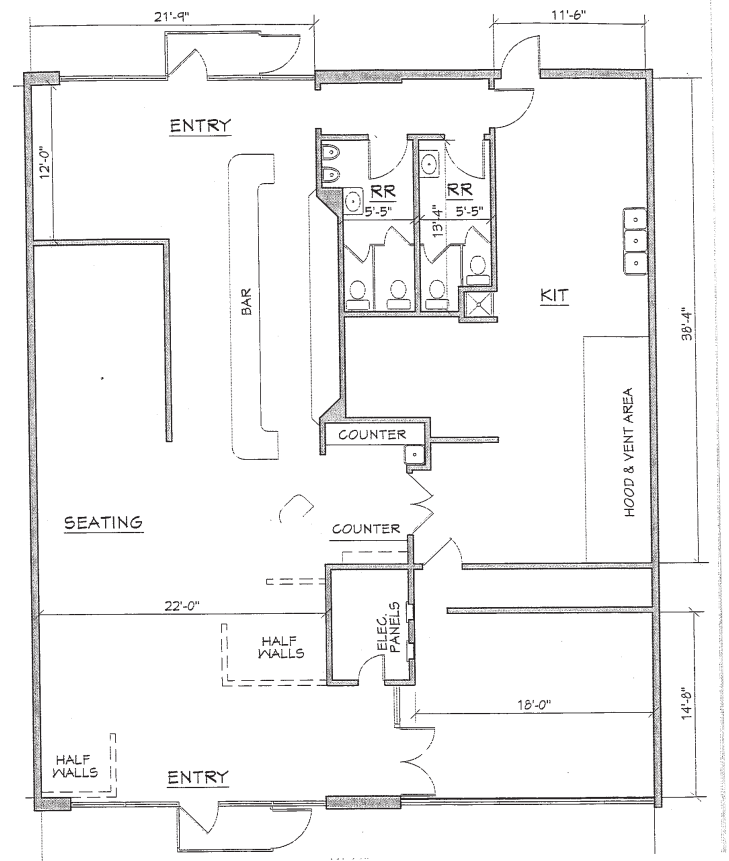 21'-9"
11'-6"
ENTRY
12'-0"
RR
5'-5"
RR
5'-5"
13'-4"
KIT
BAR
38'-4"
HOOD & VENT AREA
COUNTER
SEATING
COUNTER
22'-0"
ELEC.
PANELS
HALF
WALLS
18'-0"
14'-8"
HALF
WALLS
ENTRY